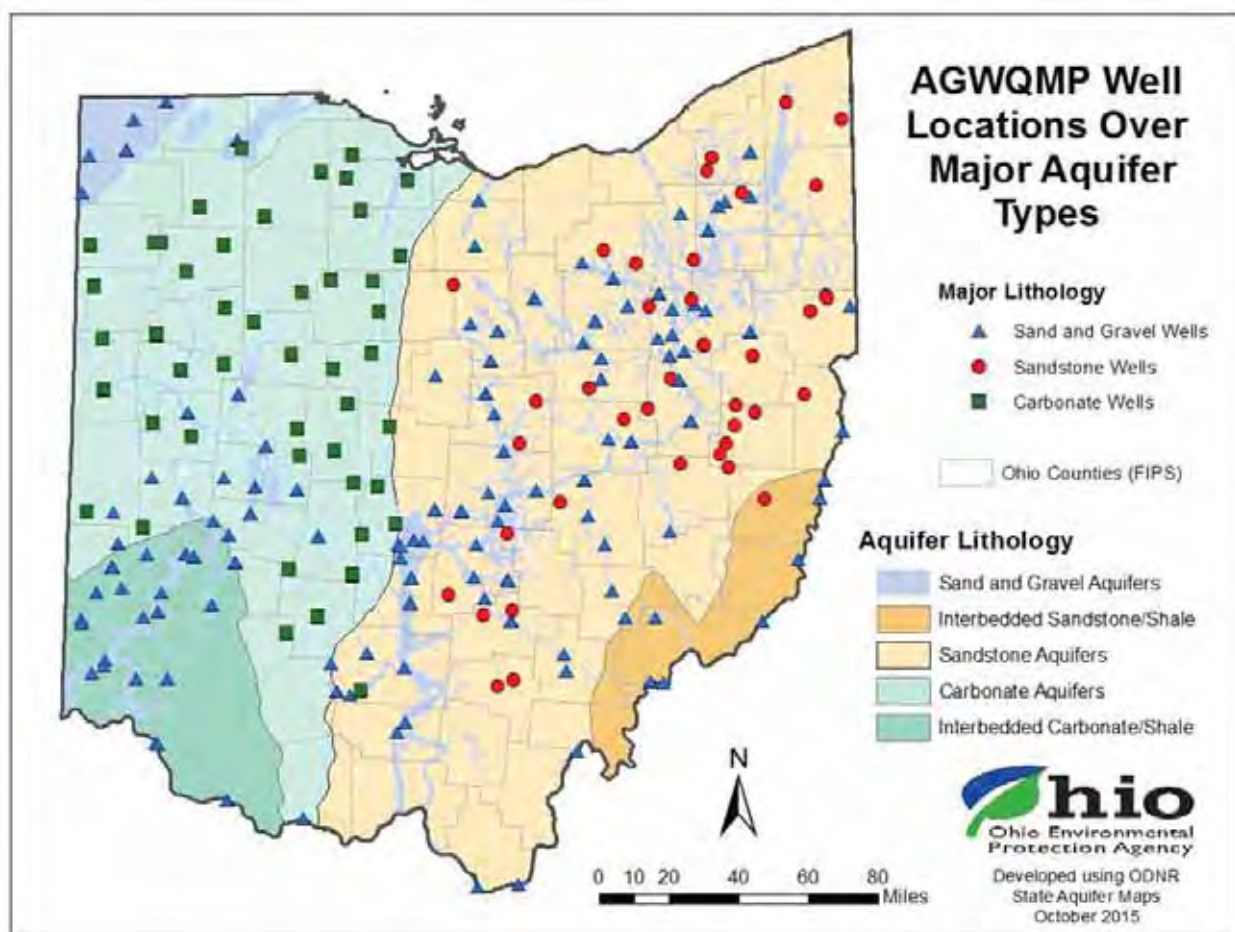 AGWQMP Well
Locations Over
Major Aquifer
Types
Major Lithology
Sand and Gravel Wells
Sandstone Wells
Carbonate Wells
Ohio Counties (FIPS)
Aquifer Lithology
Sand and Gravel Aquifers
Interbedded Sandstone/Shale
Sandstone Aquifers
Carbonate Aquifers
Interbedded Carbonate/Shale
N
0 10 20 40 60 80
Miles
Ohio
Ohio Environmental
Protection Agency
Developed using ODNR
State Aquifer Maps
October 2015